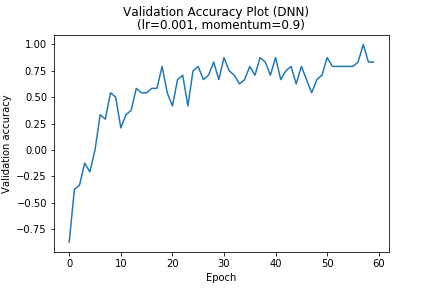 Validation Accuracy Plot (DNN)
(lr=0.001, momentum=0.9)
1.00
0.75
0.50
0.25
0.00
−0.25
−0.50
−0.75
Validation accuracy
0 10 20 30 40 50 60
Epoch